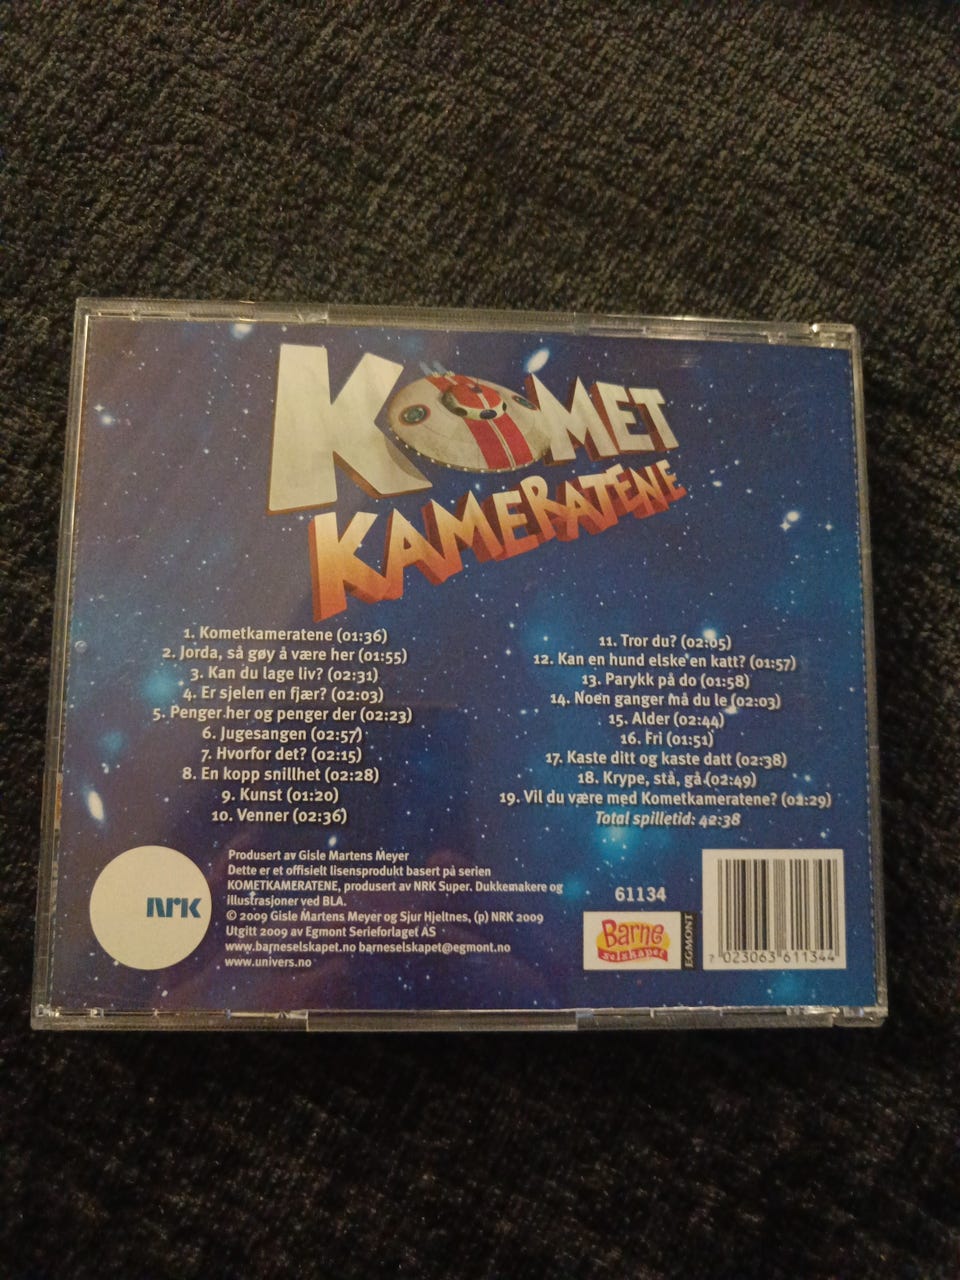 KOMET
KAMERATENE
1. Kometkameratene (01:36)
2. Jorda, så gøy å være her (01:55)
3. Kan du lage liv? (02:31)
4. Er sjelen en fjær? (02:03)
5. Penger her og penger der (02:23)
6. Jugesangen (02:57)
7. Hvorfor det? (02:15)
8. En kopp snillhet (02:28)
9. Kunst (01:20)
10. Venner (02:36)
11. Tror du? (02:05)
12. Kan en hund elske en katt? (01:57)
13. Parykk på do (01:58)
14. Noen ganger må du le (02:03)
15. Alder (02:44)
16. Fri (01:51)
17. Kaste ditt og kaste datt (02:38)
18. Krype, stå, gå (02:49)
19. Vil du være med Kometkameratene? (02:29)
Total spilletid: 42:38
NRK
Produsert av Gisle Martens Meyer
Dette er et offisielt lisensprodukt basert på serien
KOMETKAMERATENE, produsert av NRK Super. Dukkemakere og
illustrasjoner ved BLA.
© 2009 Gisle Martens Meyer og Sjur Hjeltnes, (p) NRK 2009
Utgitt 2009 av Egmont Serieforlaget AS
www.barneselskapet.no barneselskapet@egmont.no
www.univers.no
61134
Barne
selskapet
EGMONT
7 023063 611344